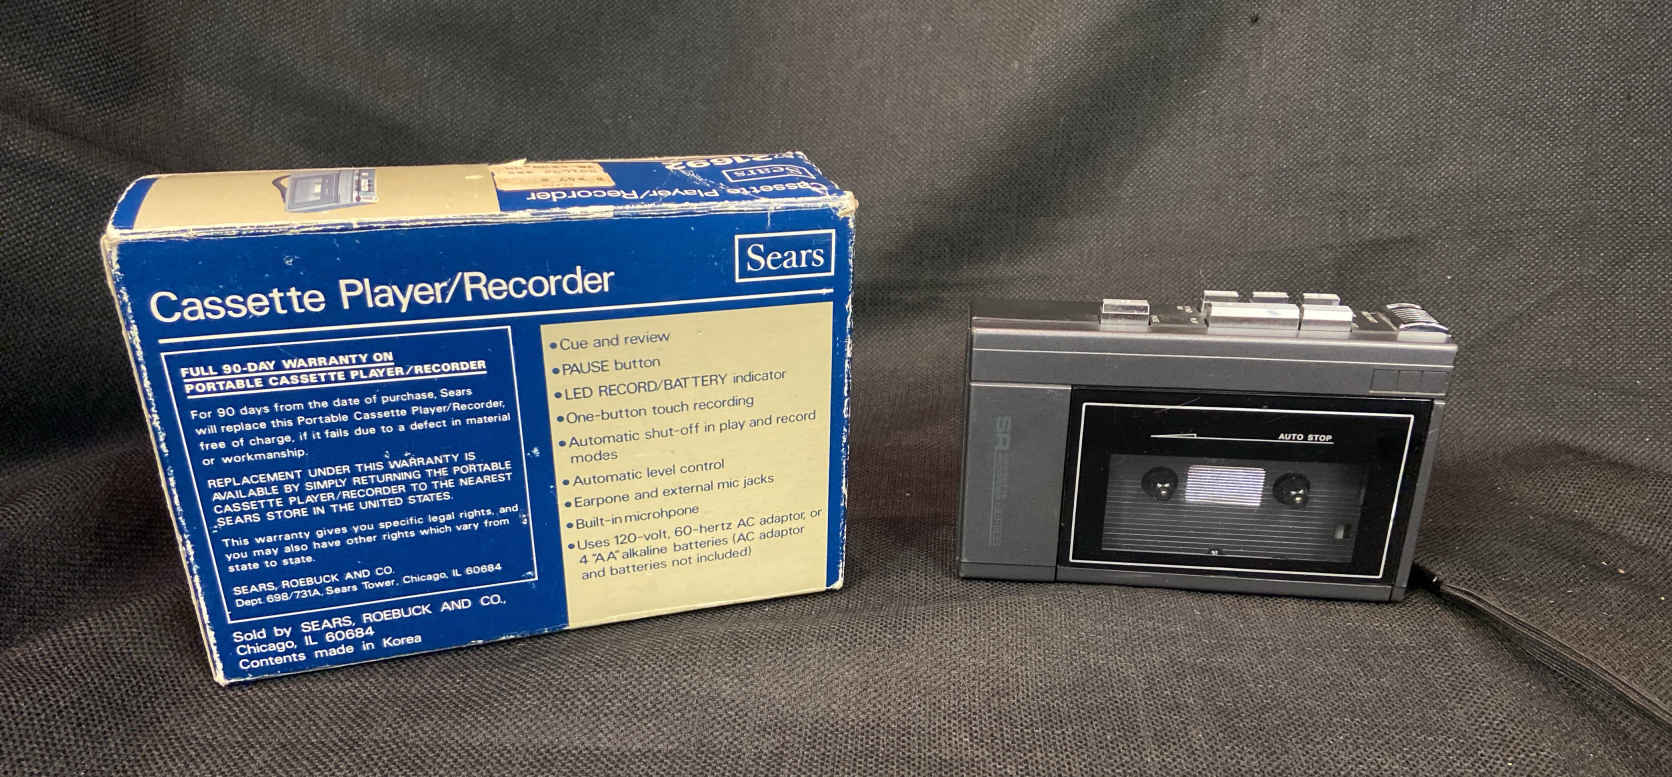 21692
Sears
Cassette Player/Recorder
Sears
Cassette Player/Recorder
FULL 90-DAY WARRANTY ON
PORTABLE CASSETTE PLAYER/RECORDER
For 90 days from the date of purchase, Sears
will replace this Portable Cassette Player/Recorder,
free of charge, if it fails due to a defect in material
or workmanship.
REPLACEMENT UNDER THIS WARRANTY IS
AVAILABLE BY SIMPLY RETURNING THE PORTABLE
CASSETTE PLAYER/RECORDER TO THE NEAREST
SEARS STORE IN THE UNITED STATES.
This warranty gives you specific legal rights, and
you may also have other rights which vary from
state to state.
SEARS, ROEBUCK AND CO.
Dept. 698/731A, Sears Tower, Chicago, IL 60684
Sold by SEARS, ROEBUCK AND CO.,
Chicago, IL 60684
Contents made in Korea
•Cue and review
•PAUSE button
•LED RECORD/BATTERY indicator
•One-button touch recording
•Automatic shut-off in play and record
modes
•Automatic level control
•Earpone and external mic jacks
•Built-in microhpone
•Uses 120-volt, 60-hertz AC adaptor, or
4 "AA" alkaline batteries (AC adaptor
and batteries not included)
SR
AUTO STOP